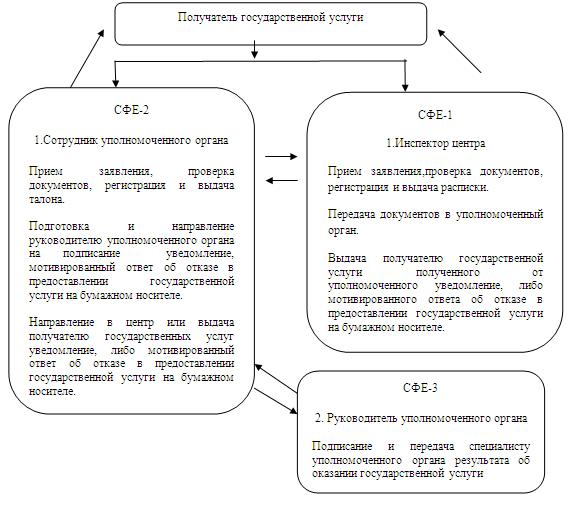 Получатель государственной услуги
СФЕ-2
1.Сотрудник уполномоченного органа
Прием заявления, проверка
документов, регистрация и выдача
талона.
Подготовка и направление
руководителю уполномоченного органа
на подписание уведомление,
мотивированный ответ об отказе в
предоставлении государственной
услуги на бумажном носителе.
Направление в центр или выдача
получателю государственных услуг
уведомление, либо мотивированный
ответ об отказе в предоставлении
государственной услуги на бумажном
носителе.
СФЕ-1
1.Инспектор центра
Прием заявления,проверка документов,
регистрация и выдача расписки.
Передача документов в уполномоченный
орган.
Выдача получателю государственной
услуги полученного от
уполномоченного уведомление, либо
мотивированного ответа об отказе в
предоставлении государственной услуги
на бумажном носителе.
СФЕ-3
2. Руководитель уполномоченного органа
Подписание и передача специалисту
уполномоченного органа результата об
оказании государственной услуги